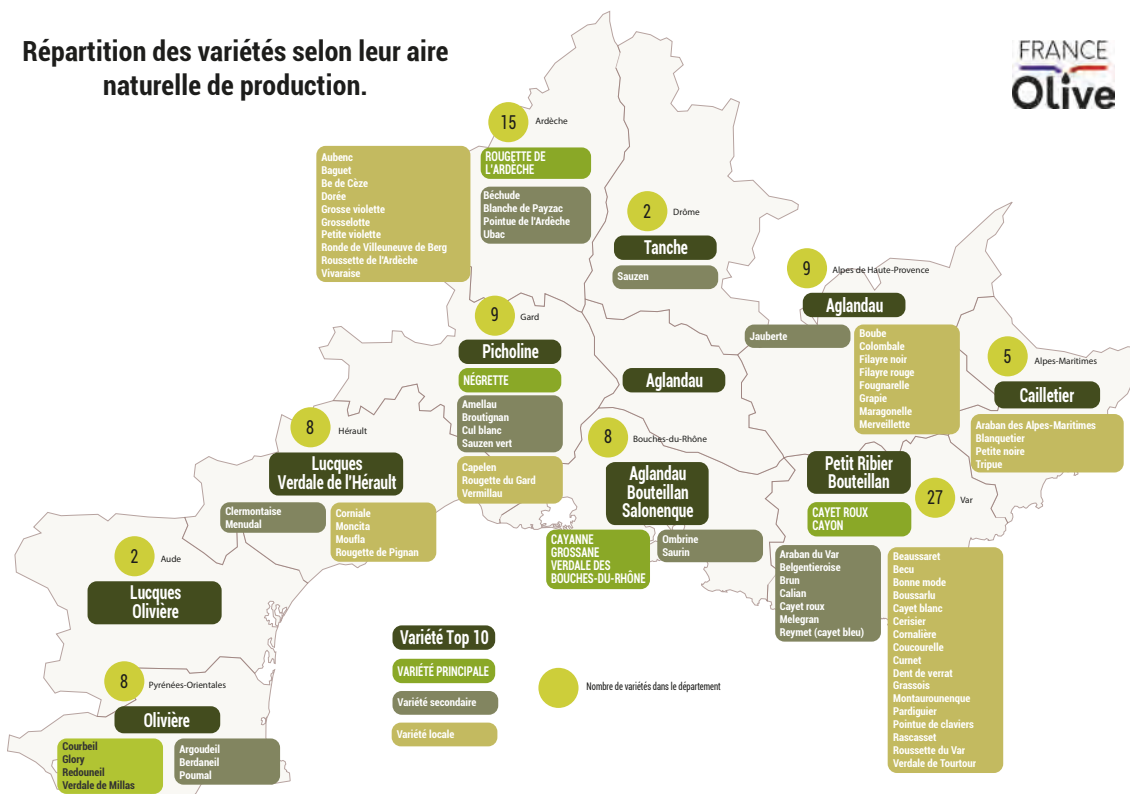 Répartition des variétés selon leur aire
naturelle de production.
FRANCE
Olive
15
Ardèche
ROUGETTE DE
L'ARDÈCHE
Aubenc
Baguet
Be de Cèze
Dorée
Grosse violette
Grosselotte
Petite violette
Ronde de Villeuneuve de Berg
Roussette de l'Ardèche
Vivaraise
Béchude
Blanche de Payzac
Pointue de l'Ardèche
Ubac
2
Drôme
Tanche
Sauzen
9
Alpes de Haute-Provence
Aglandau
Jauberte
Boube
Colombale
Filayre noir
Filayre rouge
Fougnarelle
Grapie
Maragonelle
Merveillette
5
Alpes-Maritimes
Cailletier
Araban des Alpes-Maritimes
Blanquetier
Petite noire
Tripue
9
Gard
Picholine
NÉGRETTE
Amellau
Broutignan
Cul blanc
Sauzen vert
Capelen
Rougette du Gard
Vermillau
Aglandau
8
Hérault
Lucques
Verdale de l'Hérault
Clermontaise
Menudal
Corniale
Moncita
Moufla
Rougette de Pignan
8
Bouches-du-Rhône
Aglandau
Bouteillan
Salonenque
CAYANNE
GROSSANE
VERDALE DES
BOUCHES-DU-RHÔNE
Ombrine
Saurin
Petit Ribier
Bouteillan
27
Var
CAYET ROUX
CAYON
Araban du Var
Belgentieroise
Brun
Calian
Cayet roux
Melegran
Reymet (cayet bleu)
Beaussaret
Becu
Bonne mode
Boussarlu
Cayet blanc
Cerisier
Cornalière
Coucourelle
Curnet
Dent de verrat
Grassois
Montaurounenque
Pardiguier
Pointue de claviers
Rascasset
Roussette du Var
Verdale de Tourtour
2
Aude
Lucques
Olivière
8
Pyrénées-Orientales
Olivière
Courbeil
Glory
Redouneil
Verdale de Millas
Argoudeil
Berdaneil
Poumal
Variété Top 10
VARIÉTÉ PRINCIPALE
Variété secondaire
Variété locale
Nombre de variétés dans le département